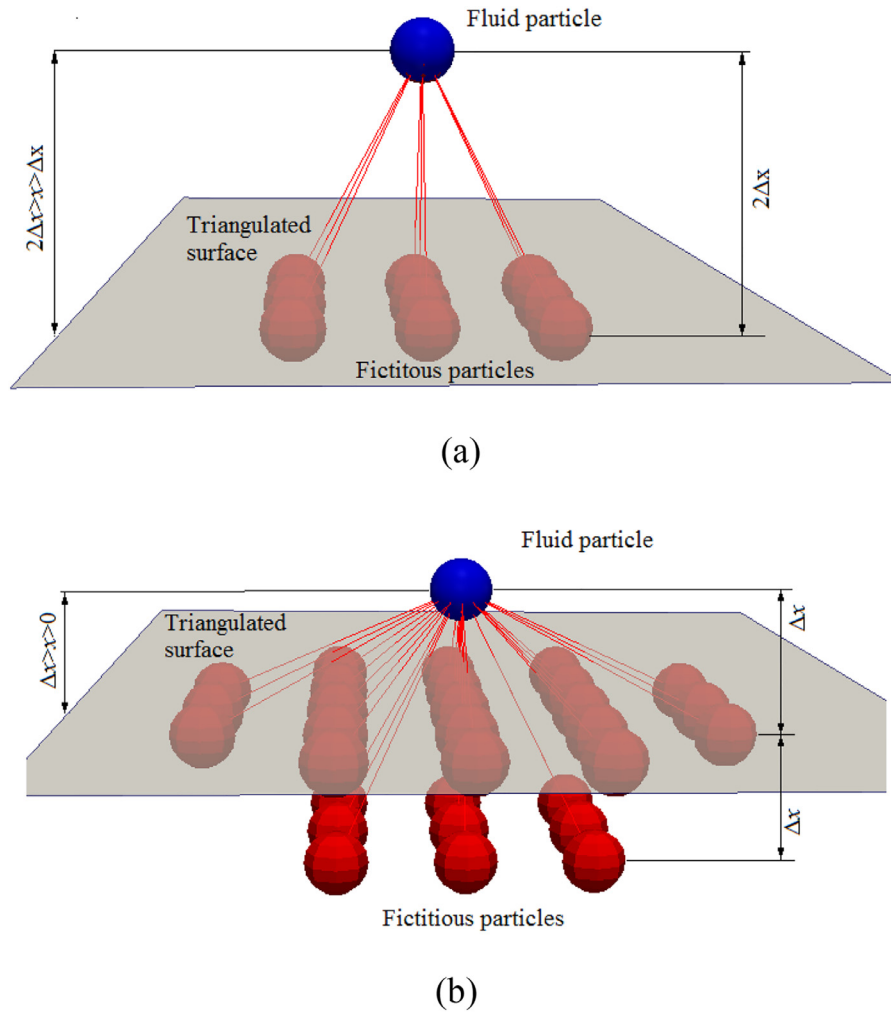 Fluid particle
2Δx>x>Δx
2Δx
Triangulated
surface
Fictitous particles
(a)
Fluid particle
Δx>x>0
Triangulated
surface
Δx
Δx
Fictitious particles
(b)